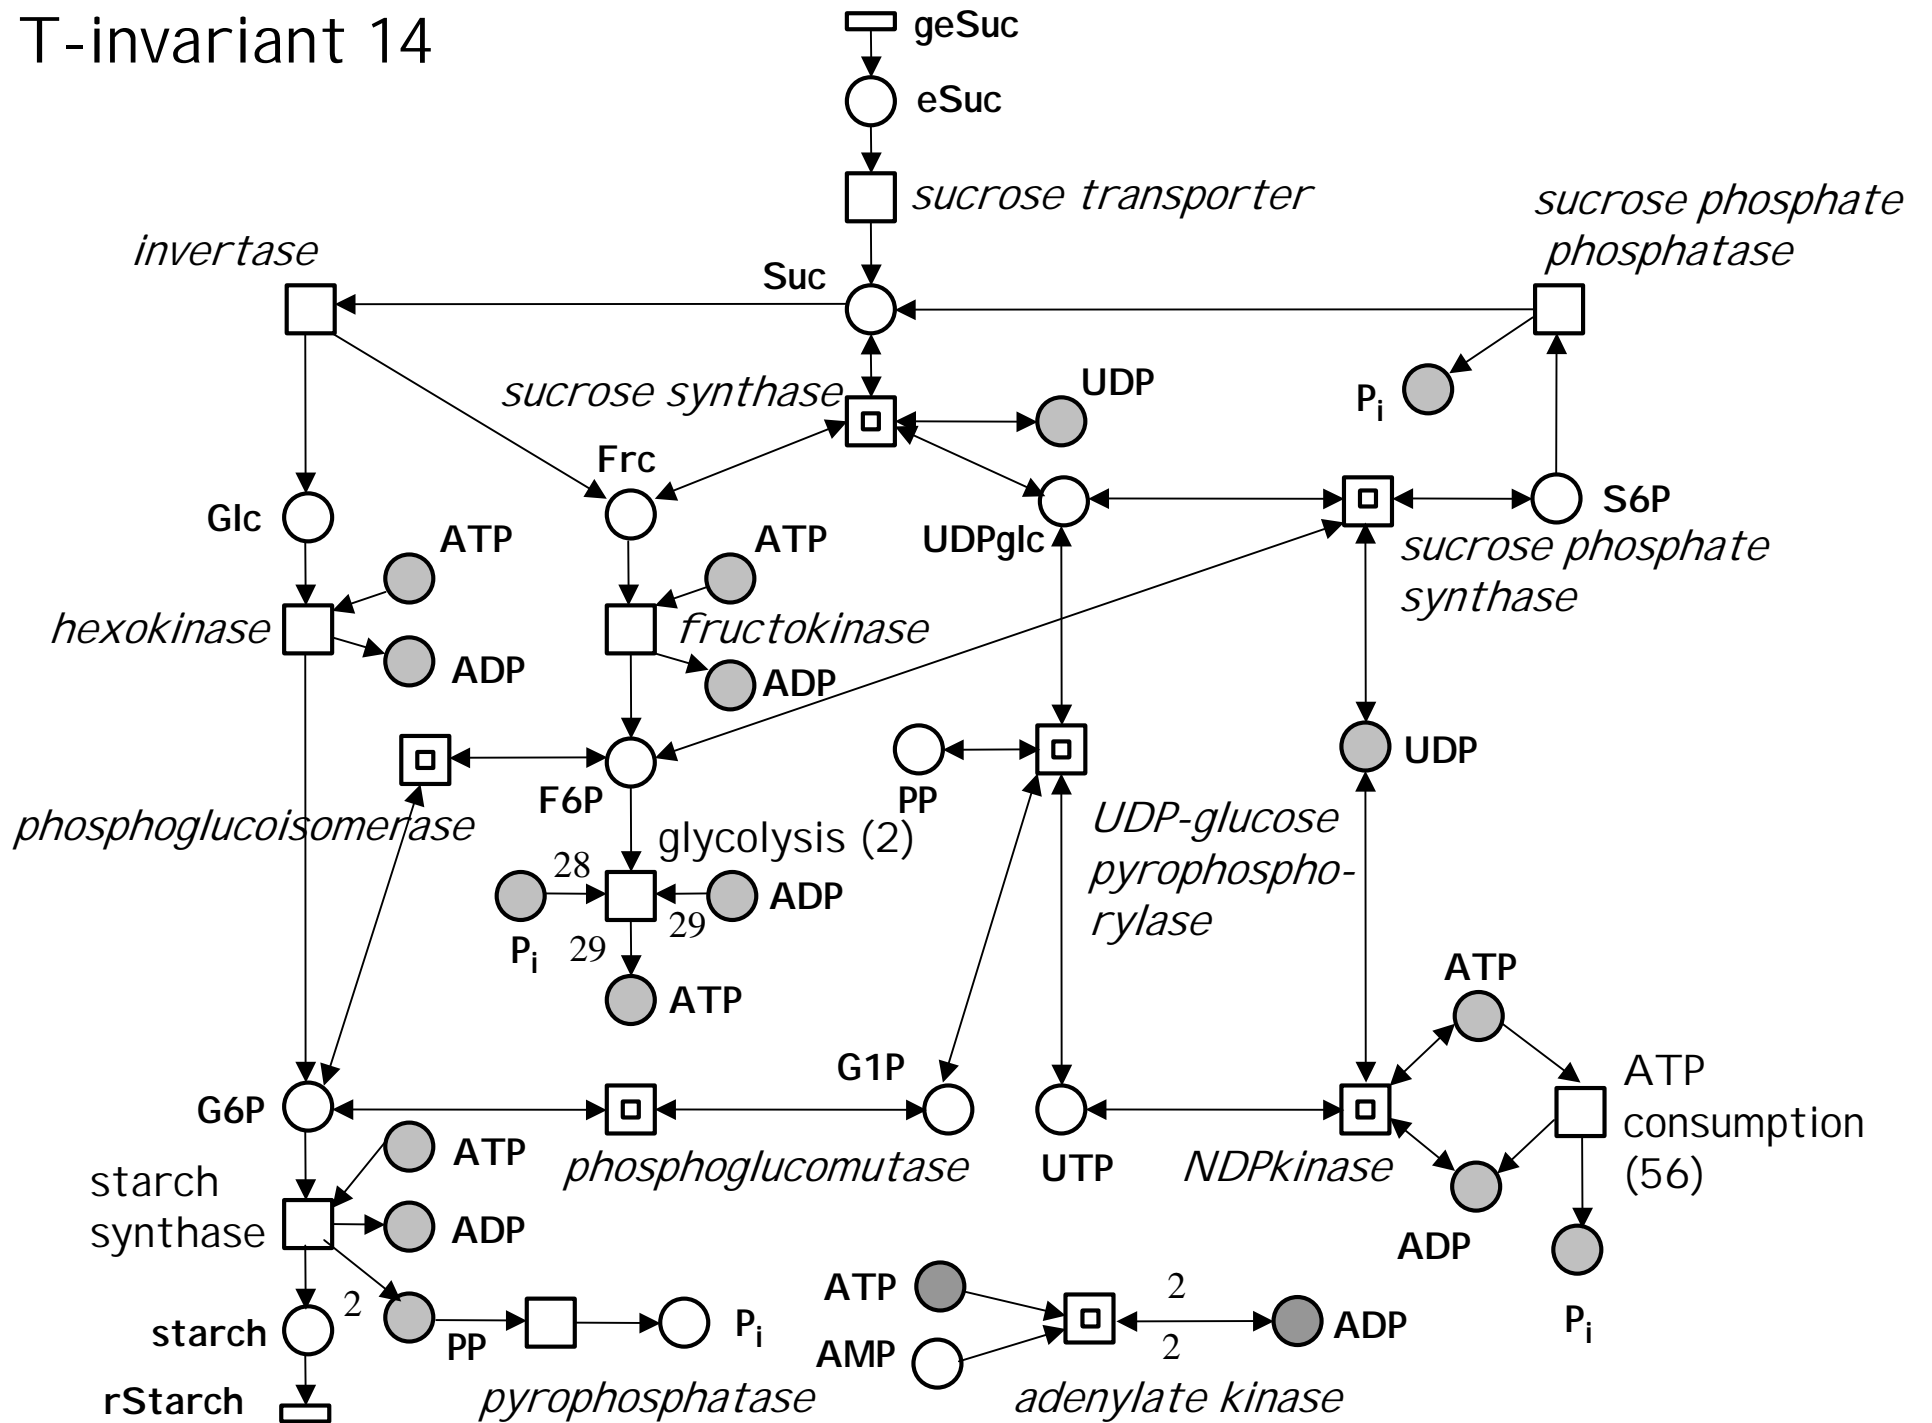 T-invariant 14
geSuc
eSuc
sucrose transporter
sucrose phosphate
phosphatase
invertase
Suc
sucrose synthase
UDP
Pi
Frc
Glc
ATP
ATP
UDPglc
S6P
sucrose phosphate
synthase
hexokinase
fructokinase
ADP
ADP
F6P
PP
UDP
phosphoglucoisomerase
glycolysis (2)
UDP-glucose
pyrophospho-
rylase
28
ADP
29
Pi
29
ATP
ATP
G1P
ATP
consumption
(56)
G6P
ATP
phosphoglucomutase
UTP
NDPkinase
starch
synthase
ADP
ADP
ATP
2
ADP
2
Pi
starch
2
PP
Pi
AMP
2
rStarch
pyrophosphatase
adenylate kinase